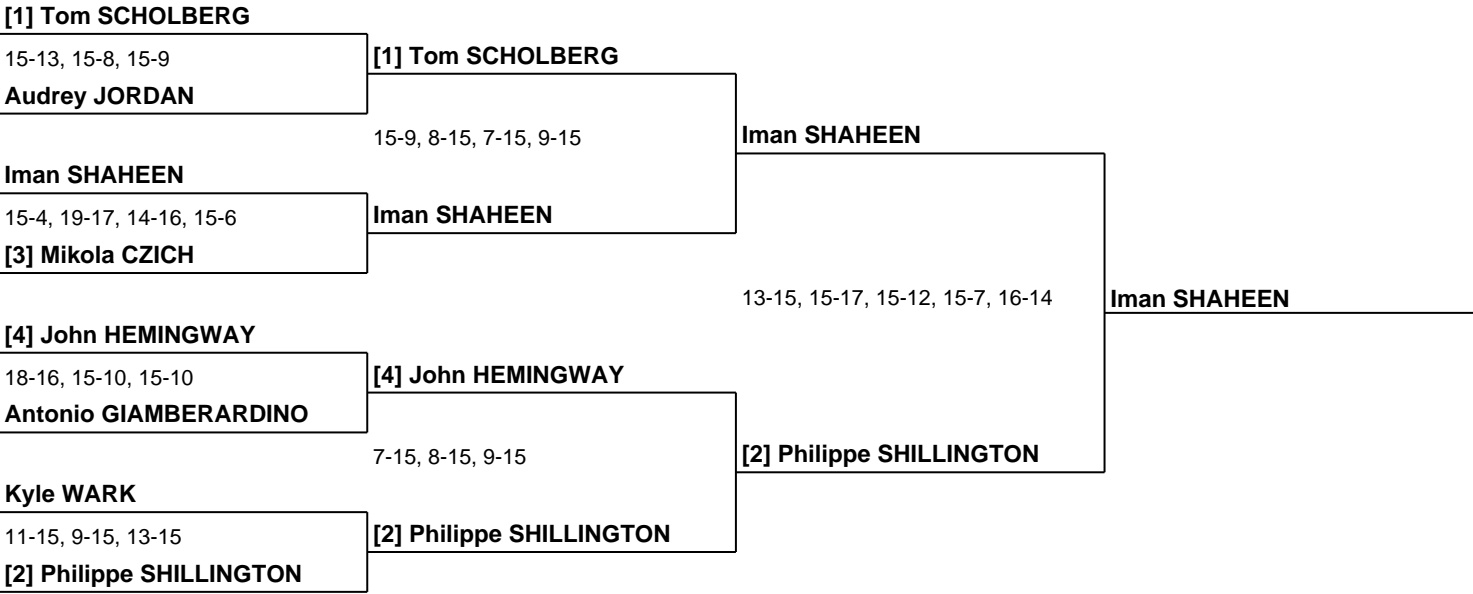 [1] Tom SCHOLBERG
15-13, 15-8, 15-9
Audrey JORDAN
[1] Tom SCHOLBERG
15-9, 8-15, 7-15, 9-15
Iman SHAHEEN
Iman SHAHEEN
15-4, 19-17, 14-16, 15-6
[3] Mikola CZICH
Iman SHAHEEN
13-15, 15-17, 15-12, 15-7, 16-14
Iman SHAHEEN
[4] John HEMINGWAY
18-16, 15-10, 15-10
Antonio GIAMBERARDINO
[4] John HEMINGWAY
7-15, 8-15, 9-15
[2] Philippe SHILLINGTON
Kyle WARK
11-15, 9-15, 13-15
[2] Philippe SHILLINGTON
[2] Philippe SHILLINGTON